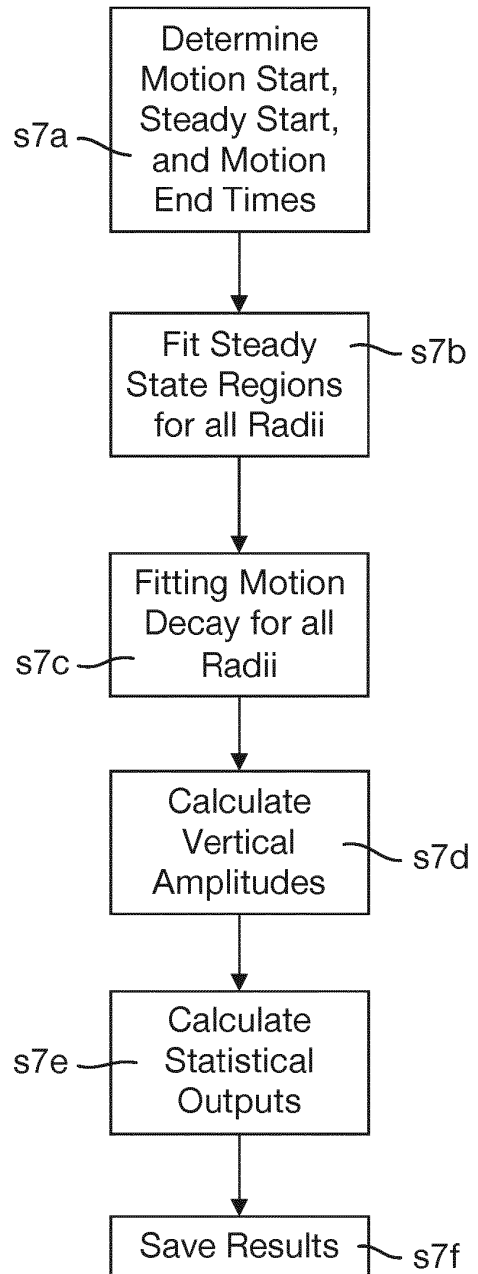 Determine
Motion Start,
Steady Start,
and Motion
End Times
s7a
Fit Steady
State Regions
for all Radii
s7b
Fitting Motion
Decay for all
Radii
s7c
Calculate
Vertical
Amplitudes
s7d
Calculate
Statistical
Outputs
s7e
Save Results
s7f